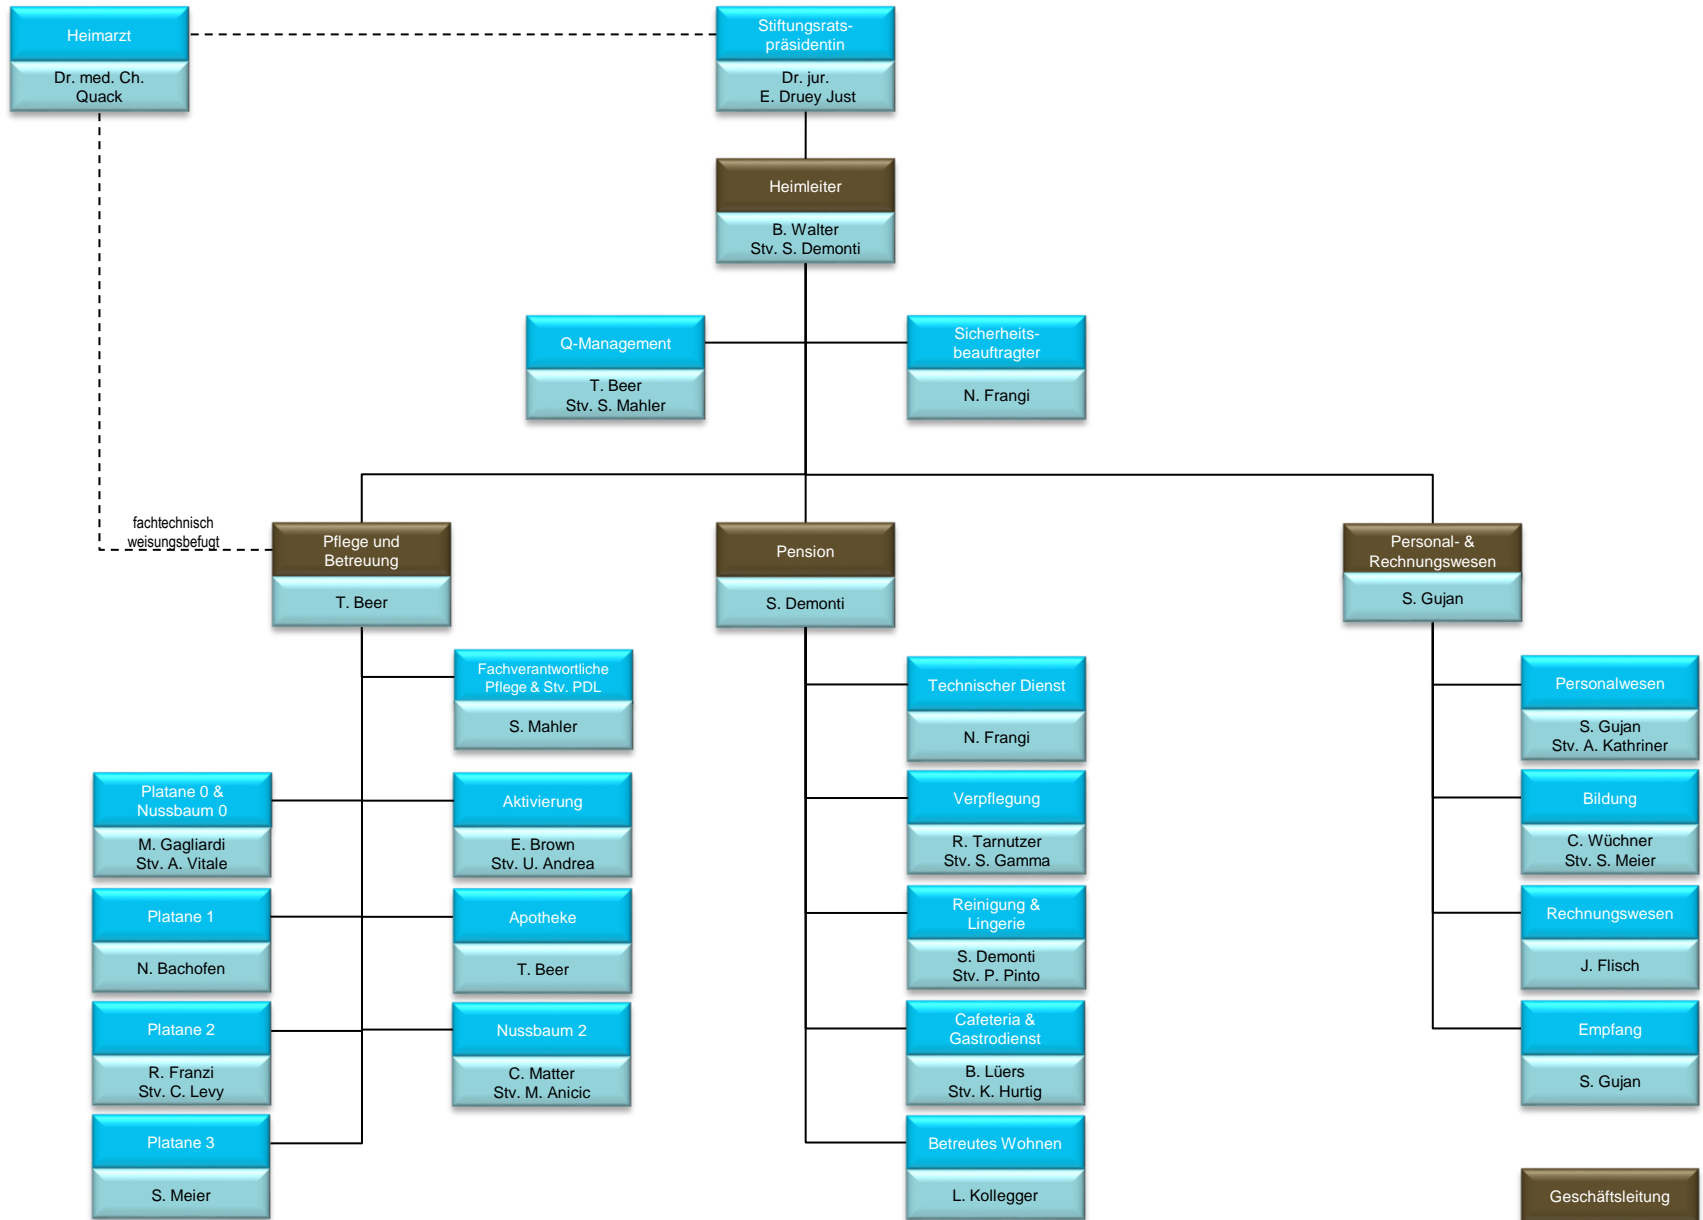 Heimarzt
Dr. med. Ch.
Quack
Stiftungsrats-
präsidentin
Dr. jur.
E. Druey Just
Heimleiter
B. Walter
Stv. S. Demonti
Q-Management
T. Beer
Stv. S. Mahler
Sicherheits-
beauftragter
N. Frangi
fachtechnisch
weisungsbefugt
Pflege und
Betreuung
T. Beer
Pension
S. Demonti
Personal- &
Rechnungswesen
S. Gujan
Fachverantwortliche
Pflege & Stv. PDL
S. Mahler
Platane 0 &
Nussbaum 0
M. Gagliardi
Stv. A. Vitale
Aktivierung
E. Brown
Stv. U. Andrea
Platane 1
N. Bachofen
Apotheke
T. Beer
Platane 2
R. Franzi
Stv. C. Levy
Nussbaum 2
C. Matter
Stv. M. Anicic
Platane 3
S. Meier
Technischer Dienst
N. Frangi
Verpflegung
R. Tarnutzer
Stv. S. Gamma
Reinigung &
Lingerie
S. Demonti
Stv. P. Pinto
Cafeteria &
Gastrodienst
B. Lüers
Stv. K. Hurtig
Betreutes Wohnen
L. Kollegger
Personalwesen
S. Gujan
Stv. A. Kathriner
Bildung
C. Wüchner
Stv. S. Meier
Rechnungswesen
J. Flisch
Empfang
S. Gujan
Geschäftsleitung